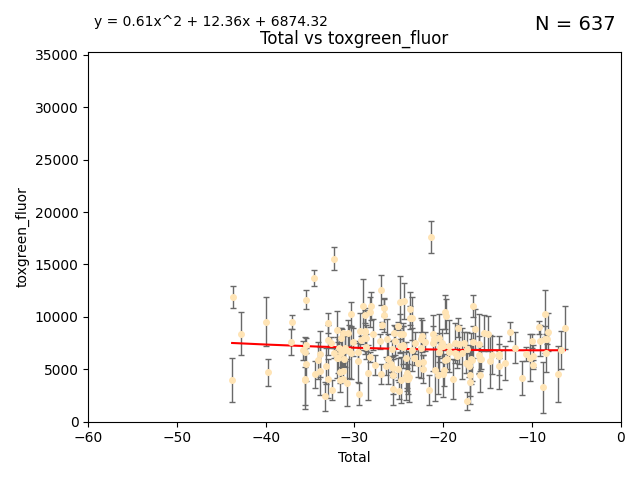 y = 0.61x^2 + 12.36x + 6874.32
N = 637
Total vs toxgreen_fluor
35000
30000
25000
20000
15000
10000
5000
0
toxgreen_fluor
−60 −50 −40 −30 −20 −10 0
Total